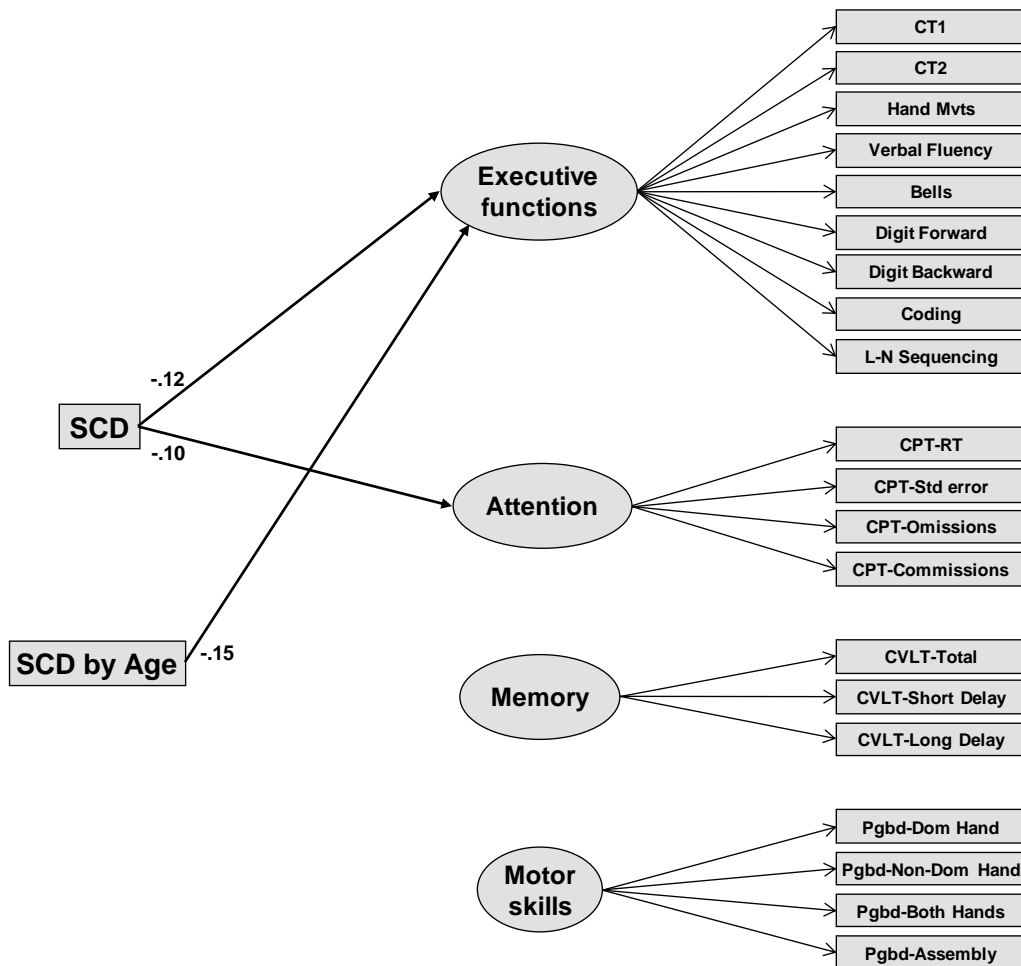 CT1
CT2
Hand Mvts
Verbal Fluency
Bells
Digit Forward
Digit Backward
Coding
L-N Sequencing
Executive
functions
-.12
SCD
-.10
CPT-RT
CPT-Std error
CPT-Omissions
CPT-Commissions
Attention
SCD by Age
-.15
Memory
CVLT-Total
CVLT-Short Delay
CVLT-Long Delay
Motor
skills
Pgbd-Dom Hand
Pgbd-Non-Dom Hand
Pgbd-Both Hands
Pgbd-Assembly